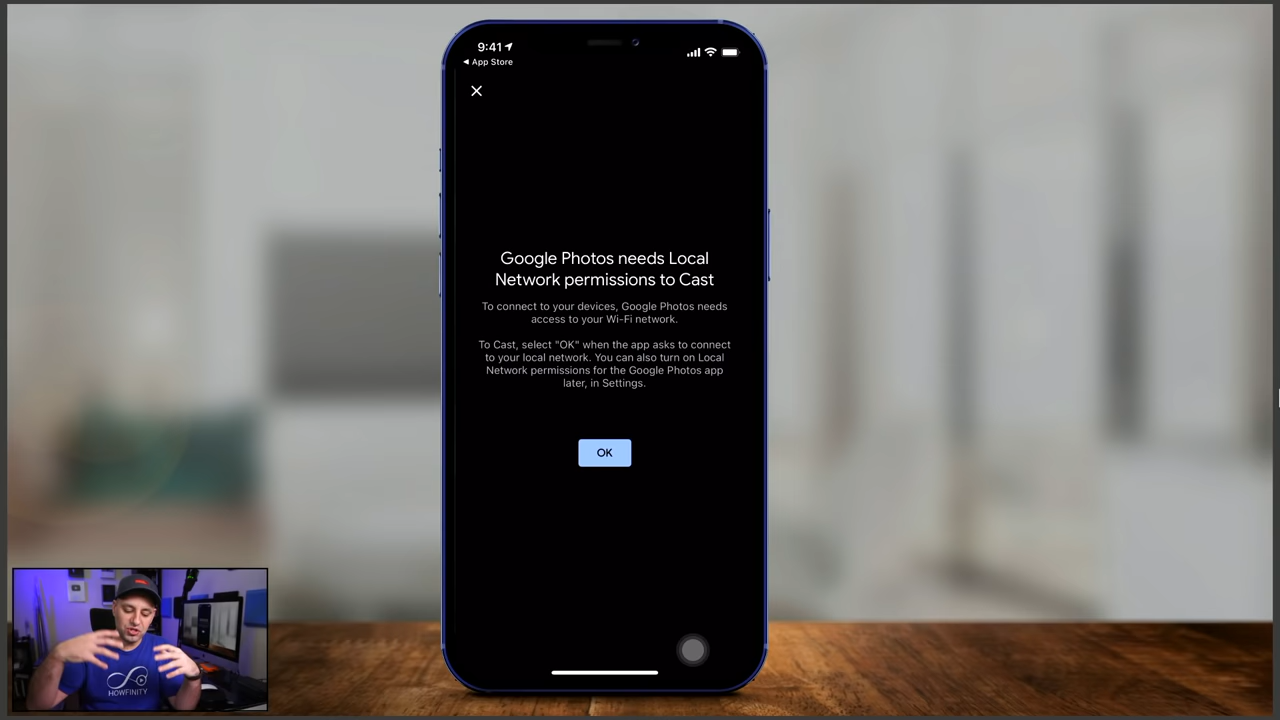 9:41
App Store
Google Photos needs Local
Network permissions to Cast
To connect to your devices, Google Photos needs
access to your Wi-Fi network.
To Cast, select "OK" when the app asks to connect
to your local network. You can also turn on Local
Network permissions for the Google Photos app
later, in Settings.
OK
HOWFINITY